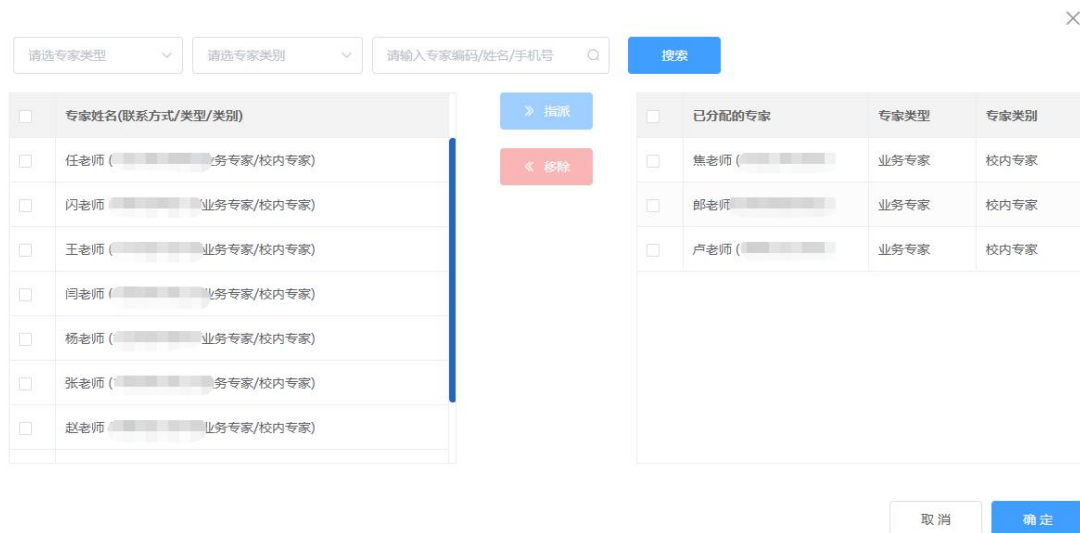 请选专家类型 请选专家类别 请输入专家编码/姓名/手机号 搜索
专家姓名(联系方式/类型/类别)
任老师 ( 务专家/校内专家)
闪老师 业务专家/校内专家)
王老师 ( 业务专家/校内专家)
闫老师 ( 业务专家/校内专家)
杨老师 ( 业务专家/校内专家)
张老师 ( 务专家/校内专家)
赵老师 业务专家/校内专家)
指派
移除
已分配的专家 专家类型 专家类别
焦老师 ( 业务专家 校内专家
郎老师 业务专家 校内专家
卢老师 ( 业务专家 校内专家
取消 确定